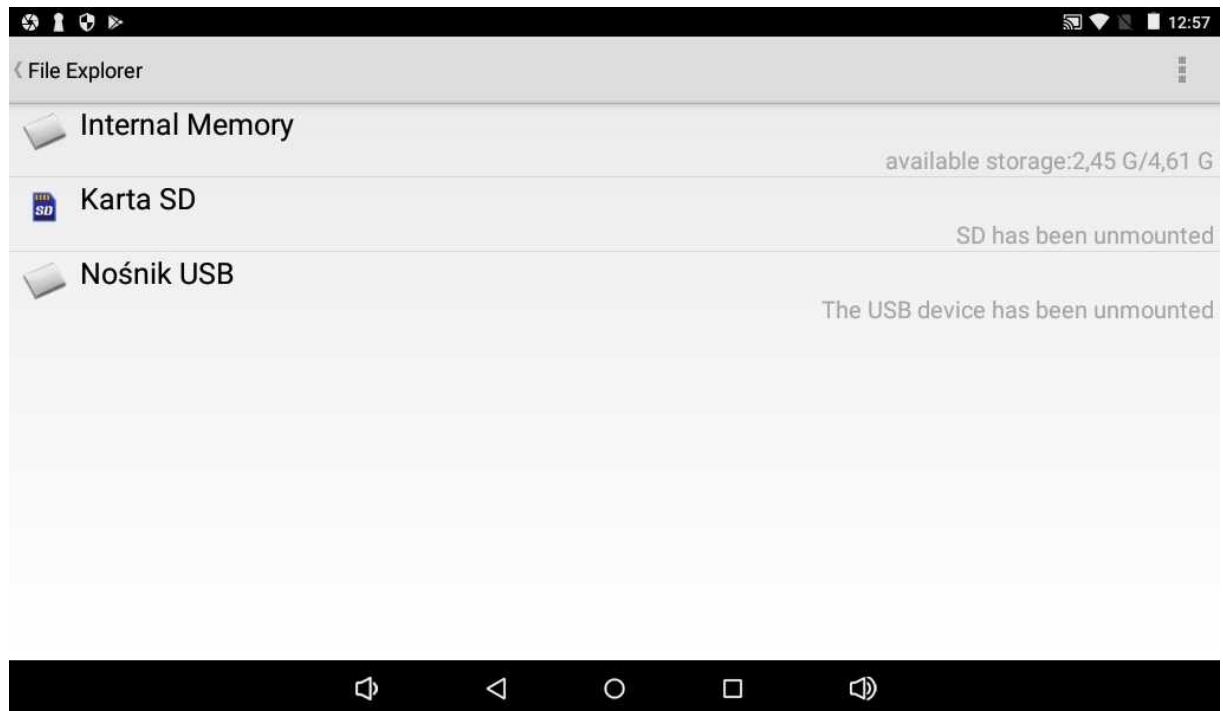 12:57
File Explorer
Internal Memory
available storage:2,45 G/4,61 G
SD
Karta SD
SD has been unmounted
Nośnik USB
The USB device has been unmounted